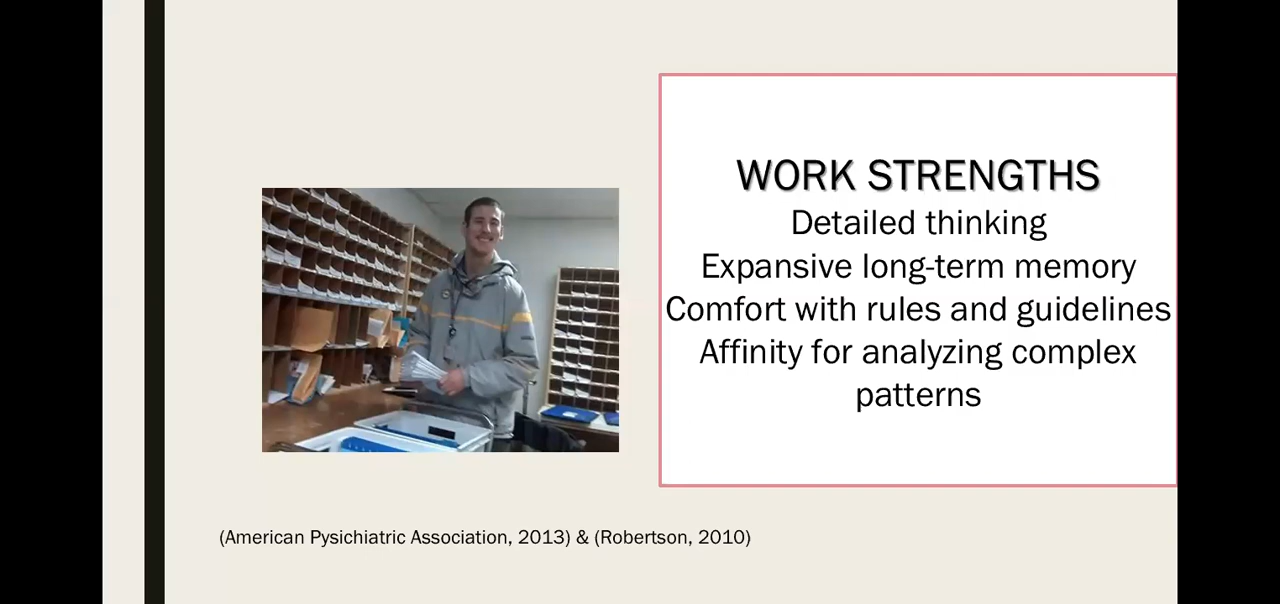 WORK STRENGTHS
Detailed thinking
Expansive long-term memory
Comfort with rules and guidelines
Affinity for analyzing complex
patterns
(American Pysichiatric Association, 2013) & (Robertson, 2010)